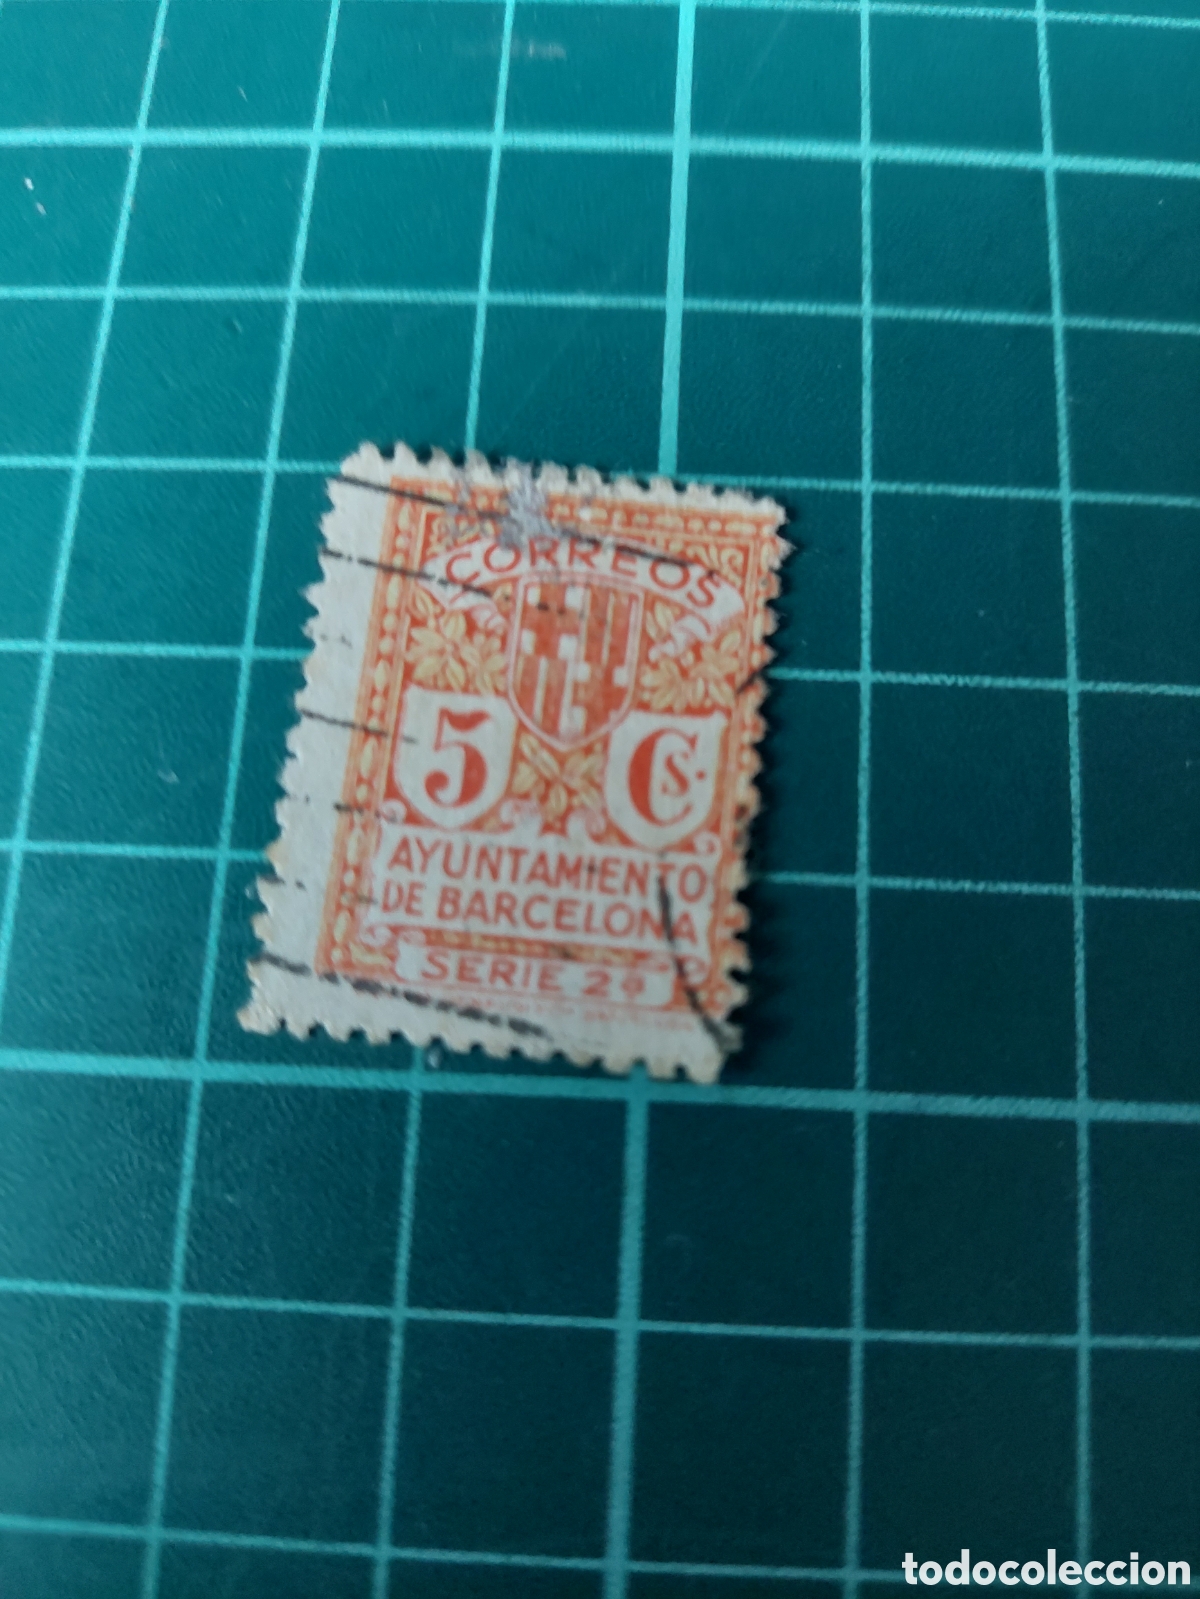 CORREOS
5 Cs.
AYUNTAMIENTO
DE BARCELONA
SERIE 2ª
todocoleccion